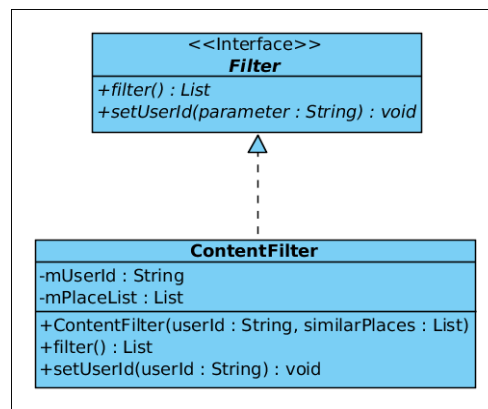 <<Interface>>
Filter
+filter() : List
+setUserId(parameter : String) : void
ContentFilter
-mUserId : String
-mPlaceList : List
+ContentFilter(userId : String, similarPlaces : List)
+filter() : List
+setUserId(userId : String) : void